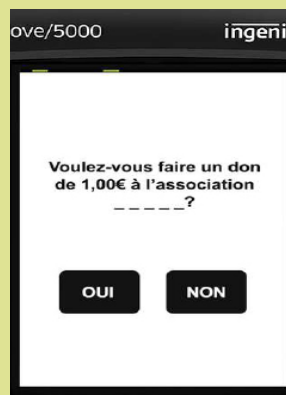 ove/5000 ingeni
Voulez-vous faire un don
de 1,00€ à l'association
_ _ _ _ _?
OUI NON